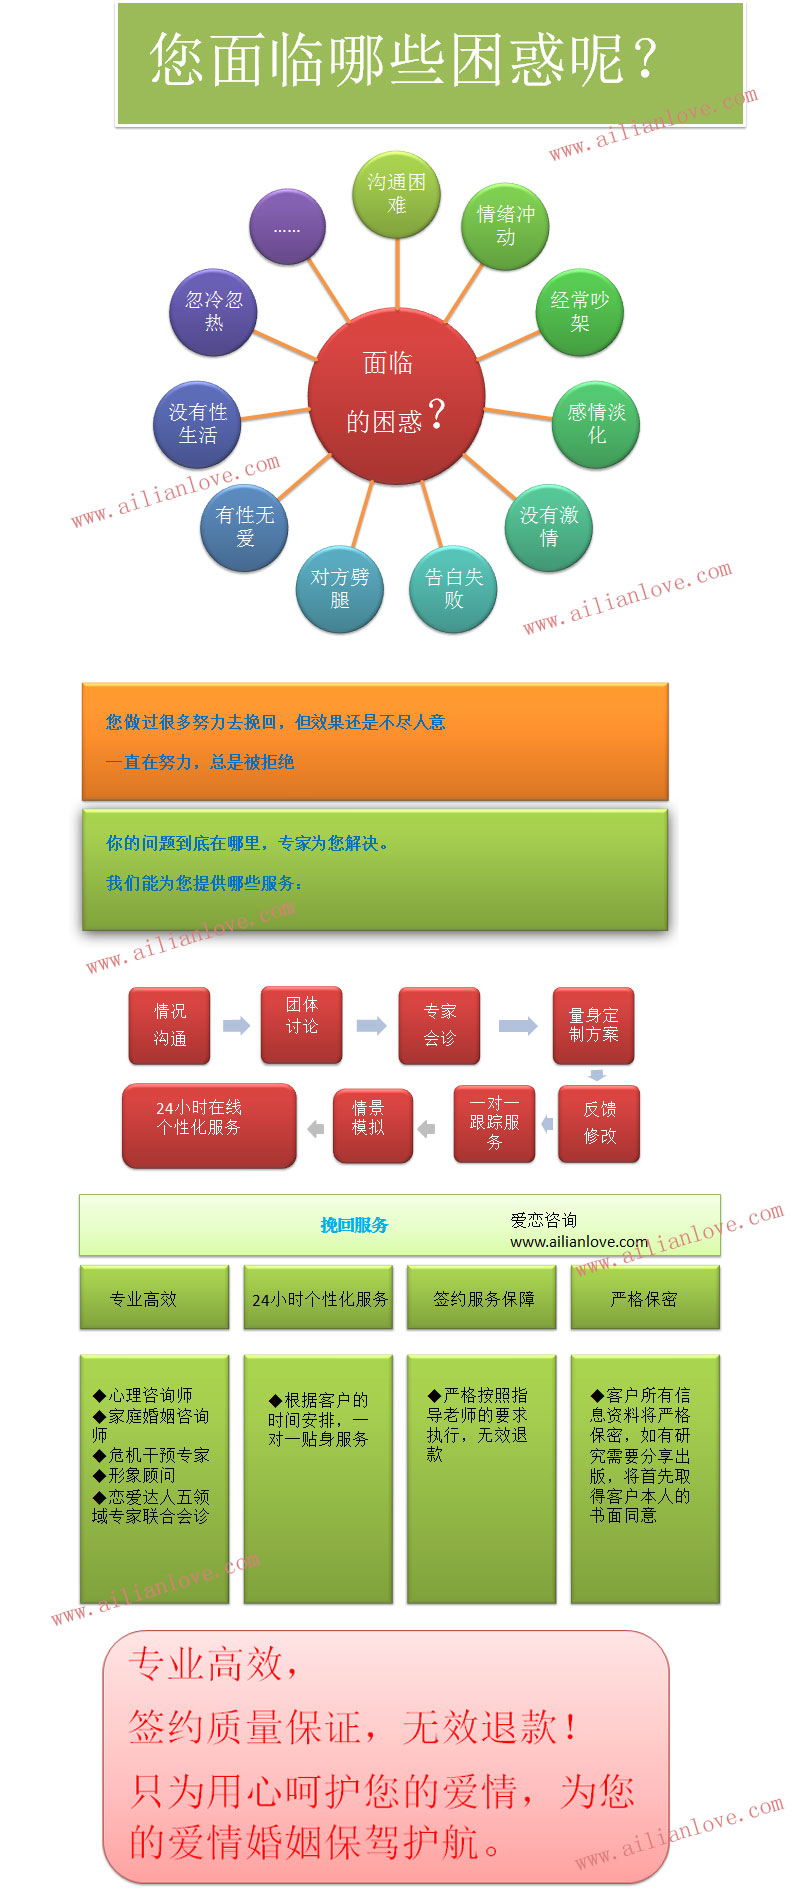 您面临哪些困惑呢？
www.ailianlove.com
沟通困
难
情绪冲
动
经常吵
架
感情淡
化
没有激
情
告白失
败
对方劈
腿
有性无
爱
没有性
生活
忽冷忽
热
……
面临
的困惑？
www.ailianlove.com
www.ailianlove.com
您做过很多努力去挽回，但效果还是不尽人意
一直在努力，总是被拒绝
你的问题到底在哪里，专家为您解决。
我们能为您提供哪些服务：
www.ailianlove.com
情况
沟通
团体
讨论
专家
会诊
量身定
制方案
反馈
修改
一对一
跟踪服
务
情景
模拟
24小时在线
个性化服务
挽回服务
爱恋咨询
www.ailianlove.com
www.ailianlove.com
专业高效
24小时个性化服务
签约服务保障
严格保密
◆心理咨询师
◆家庭婚姻咨询
师
◆危机干预专家
◆形象顾问
◆恋爱达人五领
域专家联合会诊
◆根据客户的
时间安排，一
对一贴身服务
◆严格按照指
导老师的要求
执行，无效退
款
◆客户所有信
息资料将严格
保密，如有研
究需要分享出
版，将首先取
得客户本人的
书面同意
www.ailianlove.com
专业高效，
签约质量保证，无效退款！
只为用心呵护您的爱情，为您
的爱情婚姻保驾护航。
www.ailianlove.com